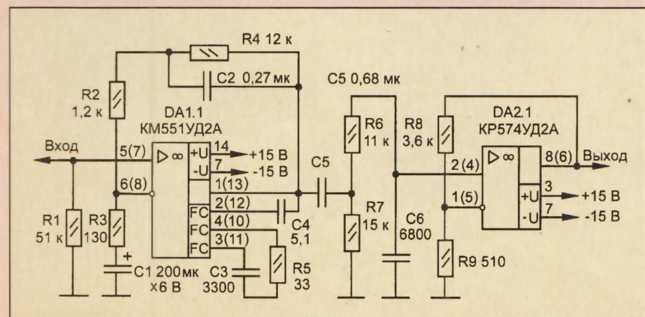 R4 12 к
C2 0,27 мк
R2
1,2 к
DA1.1
КМ551УД2А
C5 0,68 мк
R6
11 к
R8
3,6 к
DA2.1
КР574УД2А
Вход
5(7)
▷ ∞
+U
14
+15 В
-U
7
-15 В
6(8)
1(13)
FC
2(12)
FC
4(10)
FC
3(11)
C5
2(4)
▷ ∞
8(6)
Выход
1(5)
+U
3
+15 В
-U
7
-15 В
R1
51 к
R3
130
+
C1 200 мк
×6 В
C3
3300
C4
5,1
R5
33
R7
15 к
C6
6800
R9 510